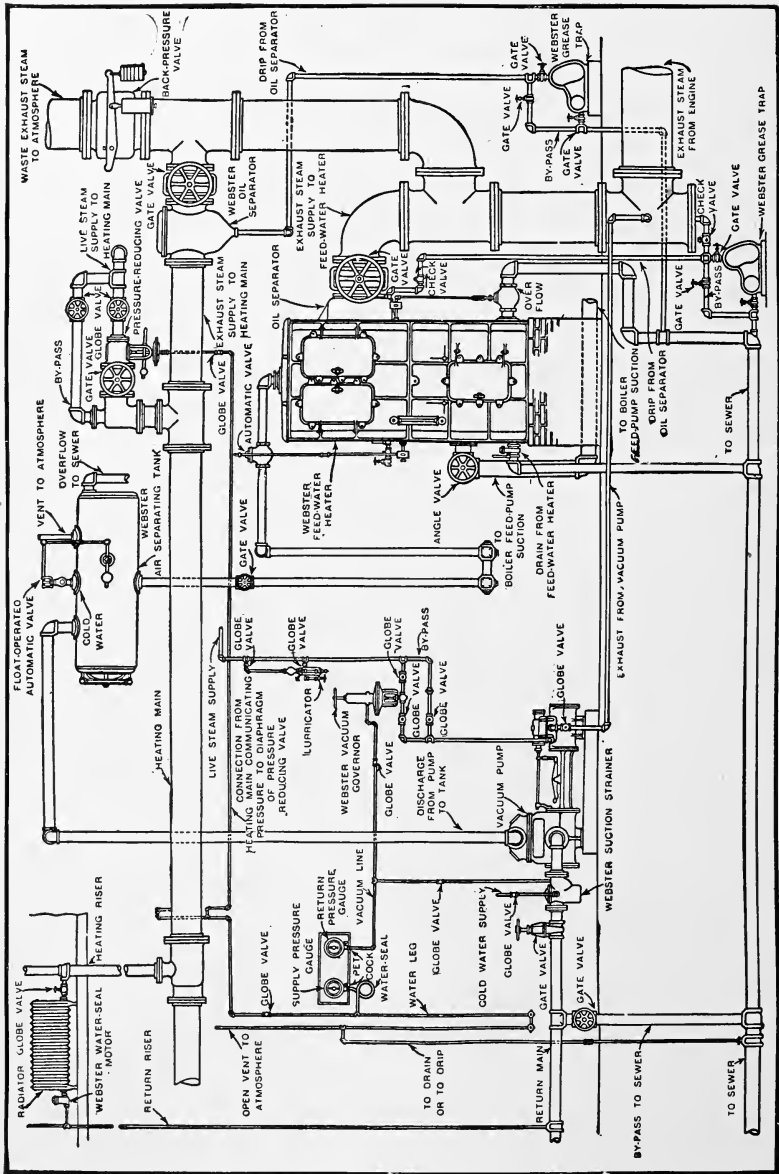 RADIATOR GLOBE VALVE
WEBSTER WATER-SEAL
MOTOR
RETURN RISER
HEATING RISER
HEATING MAIN
FLOAT-OPERATED
AUTOMATIC VALVE
VENT TO ATMOSPHERE
OVERFLOW
TO SEWER
COLD
WATER
WEBSTER
AIR SEPARATING TANK
BY-PASS
GATE VALVE
GLOBE VALVE
PRESSURE-REDUCING VALVE
LIVE STEAM
SUPPLY TO
HEATING MAIN
WASTE EXHAUST STEAM
TO ATMOSPHERE
BACK-PRESSURE
VALVE
GATE VALVE
WEBSTER
OIL
SEPARATOR
DRIP FROM
OIL SEPARATOR
OPEN VENT TO
ATMOSPHERE
GLOBE VALVE
SUPPLY PRESSURE
GAUGE
RETURN
PRESSURE
GAUGE
PET
COCK
WATER-SEAL
VACUUM LINE
LIVE STEAM SUPPLY
CONNECTION FROM
HEATING MAIN COMMUNICATING
PRESSURE TO DIAPHRAGM
OF PRESSURE
REDUCING VALVE
GLOBE
VALVE
GLOBE
VALVE
LUBRICATOR
WEBSTER VACUUM
GOVERNOR
GLOBE VALVE
GLOBE
VALVE
BY-PASS
GLOBE VALVE
GLOBE VALVE
GATE VALVE
GLOBE VALVE
AUTOMATIC VALVE
EXHAUST STEAM
SUPPLY TO
HEATING MAIN
OIL SEPARATOR
EXHAUST STEAM
SUPPLY TO
FEED-WATER HEATER
GATE
VALVE
CHECK
VALVE
OVER
FLOW
WEBSTER
FEED-WATER
HEATER
ANGLE VALVE
TO
BOILER FEED-PUMP
SUCTION
DRAIN FROM
FEED-WATER HEATER
TO BOILER
FEED-PUMP SUCTION
DRIP FROM
OIL SEPARATOR
GATE
VALVE
WEBSTER
GREASE
TRAP
GATE VALVE
BY-PASS
GATE
VALVE
EXHAUST STEAM
FROM ENGINE
WATER LEG
GLOBE VALVE
COLD WATER SUPPLY
GLOBE VALVE
GATE VALVE
DISCHARGE
FROM PUMP
TO TANK
VACUUM PUMP
WEBSTER SUCTION STRAINER
GLOBE VALVE
EXHAUST FROM VACUUM PUMP
TO DRAIN
OR TO DRIP
RETURN MAIN
GATE VALVE
BY-PASS TO SEWER
TO SEWER
TO SEWER
GATE
VALVE
BY-PASS
CHECK
VALVE
GATE VALVE
WEBSTER GREASE TRAP